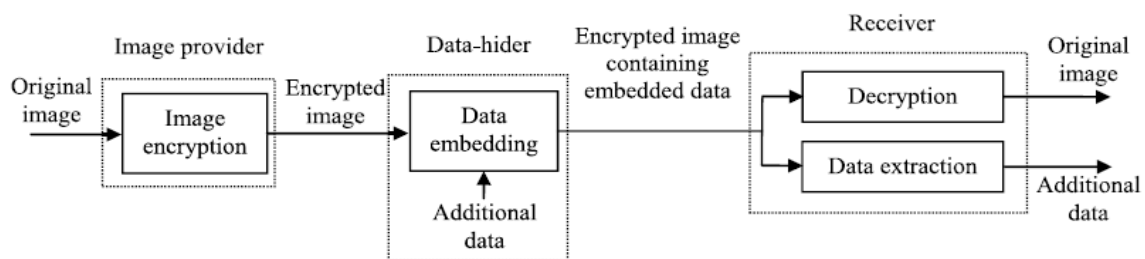 Image provider
Original
image
Image
encryption
Encrypted
image
Data-hider
Data
embedding
Additional
data
Encrypted image
containing
embedded data
Receiver
Decryption
Data extraction
Original
image
Additional
data